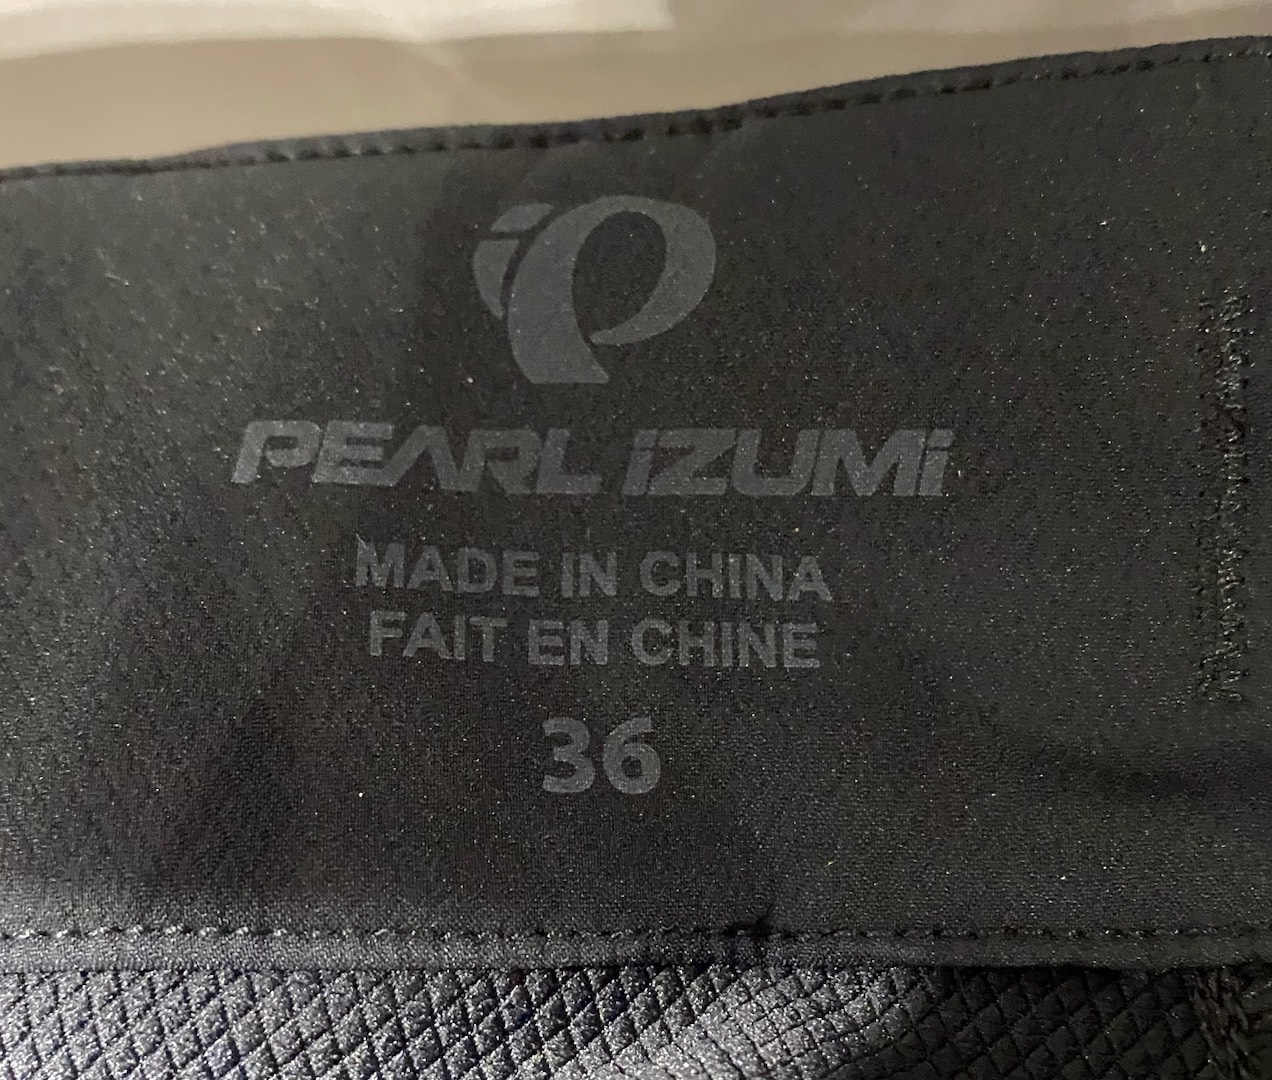 PEARL iZUMi
MADE IN CHINA
FAIT EN CHINE
36